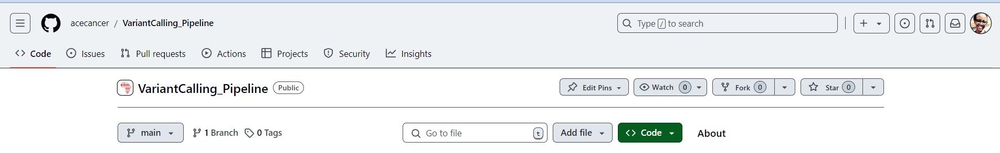 acecancer / VariantCalling_Pipeline
Type / to search
Code Issues Pull requests Actions Projects Security Insights
VariantCalling_Pipeline Public
Edit Pins Watch 0 Fork 0 Star 0
main 1 Branch 0 Tags Go to file t Add file Code About